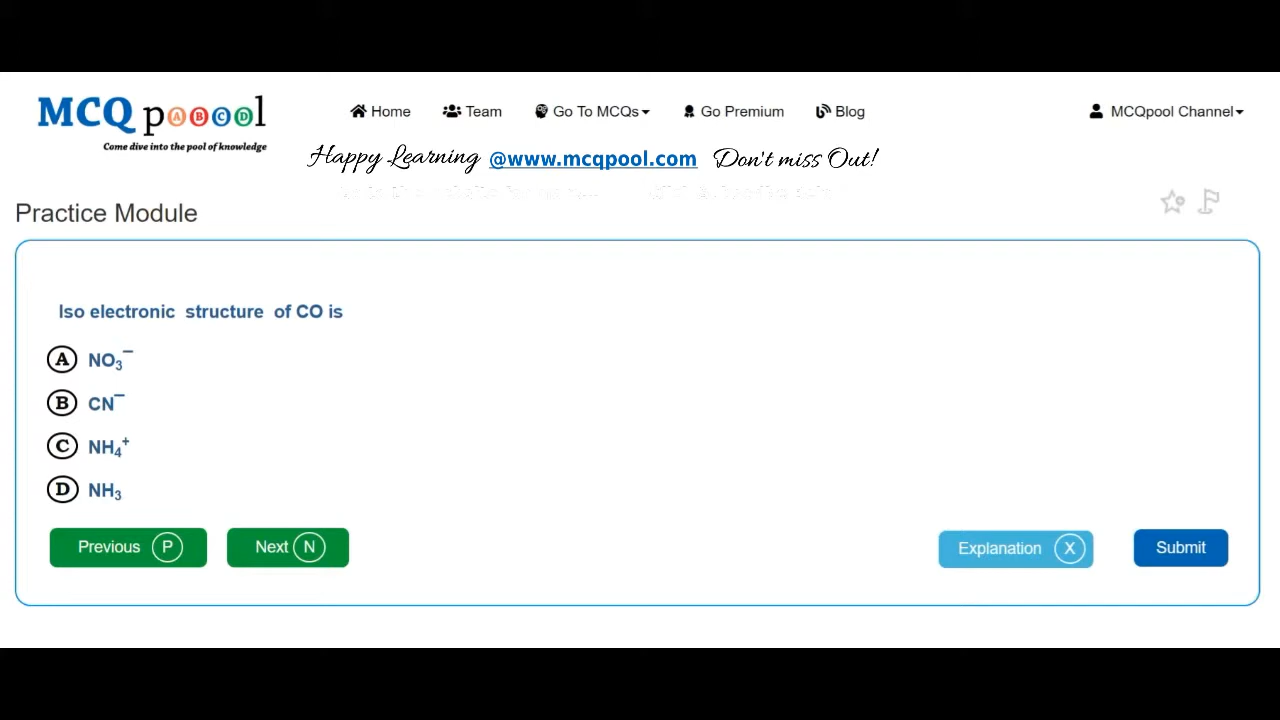 MCQ pABCDl
Come dive into the pool of knowledge
Home Team Go To MCQs Go Premium Blog MCQpool Channel
Happy Learning @www.mcqpool.com Don't miss Out!
Practice Module
Iso electronic structure of CO is
A NO₃⁻
B CN⁻
C NH₄⁺
D NH₃
Previous P Next N Explanation X Submit